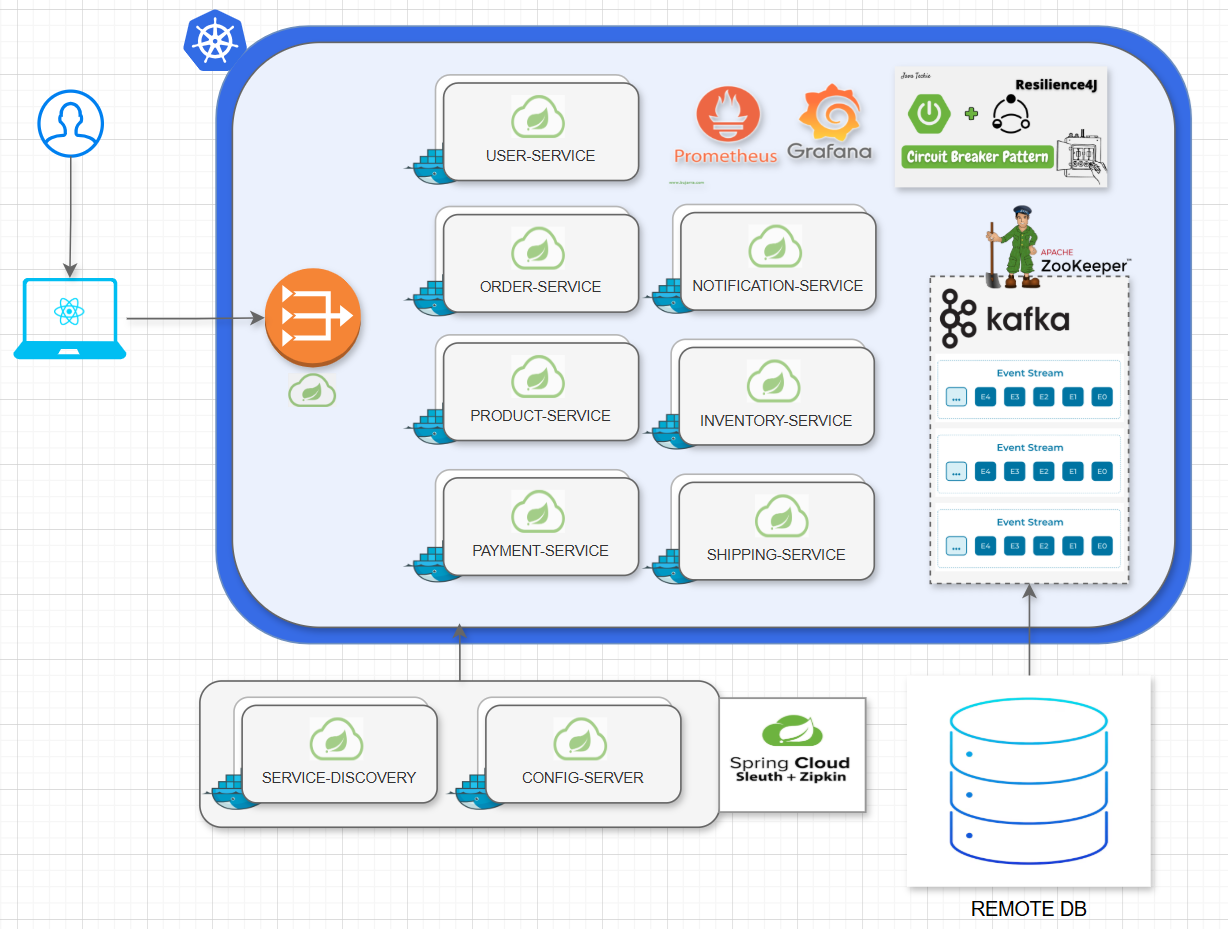 USER-SERVICE
Prometheus
Grafana
Java Techie
Resilience4J
Circuit Breaker Pattern
ORDER-SERVICE
NOTIFICATION-SERVICE
APACHE
ZooKeeper™
kafka
PRODUCT-SERVICE
INVENTORY-SERVICE
Event Stream
... E4 E3 E2 E1 E0
Event Stream
... E4 E3 E2 E1 E0
PAYMENT-SERVICE
SHIPPING-SERVICE
Event Stream
... E4 E3 E2 E1 E0
SERVICE-DISCOVERY
CONFIG-SERVER
Spring Cloud
Sleuth + Zipkin
REMOTE DB